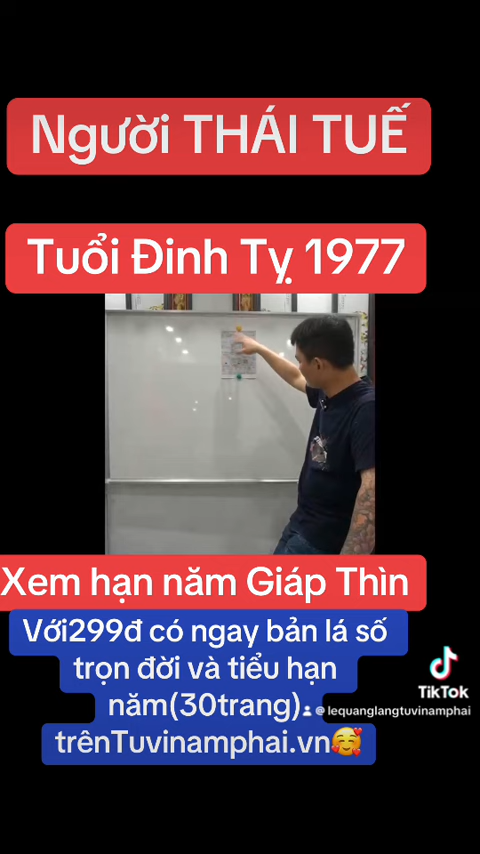 Người THÁI TUẾ
Tuổi Đinh Tỵ 1977
Xem hạn năm Giáp Thìn
Với299đ có ngay bản lá số
trọn đời và tiểu hạn
năm(30trang)
trênTuvinamphai.vn🥰
TikTok
@lequanglangtuvinamphai